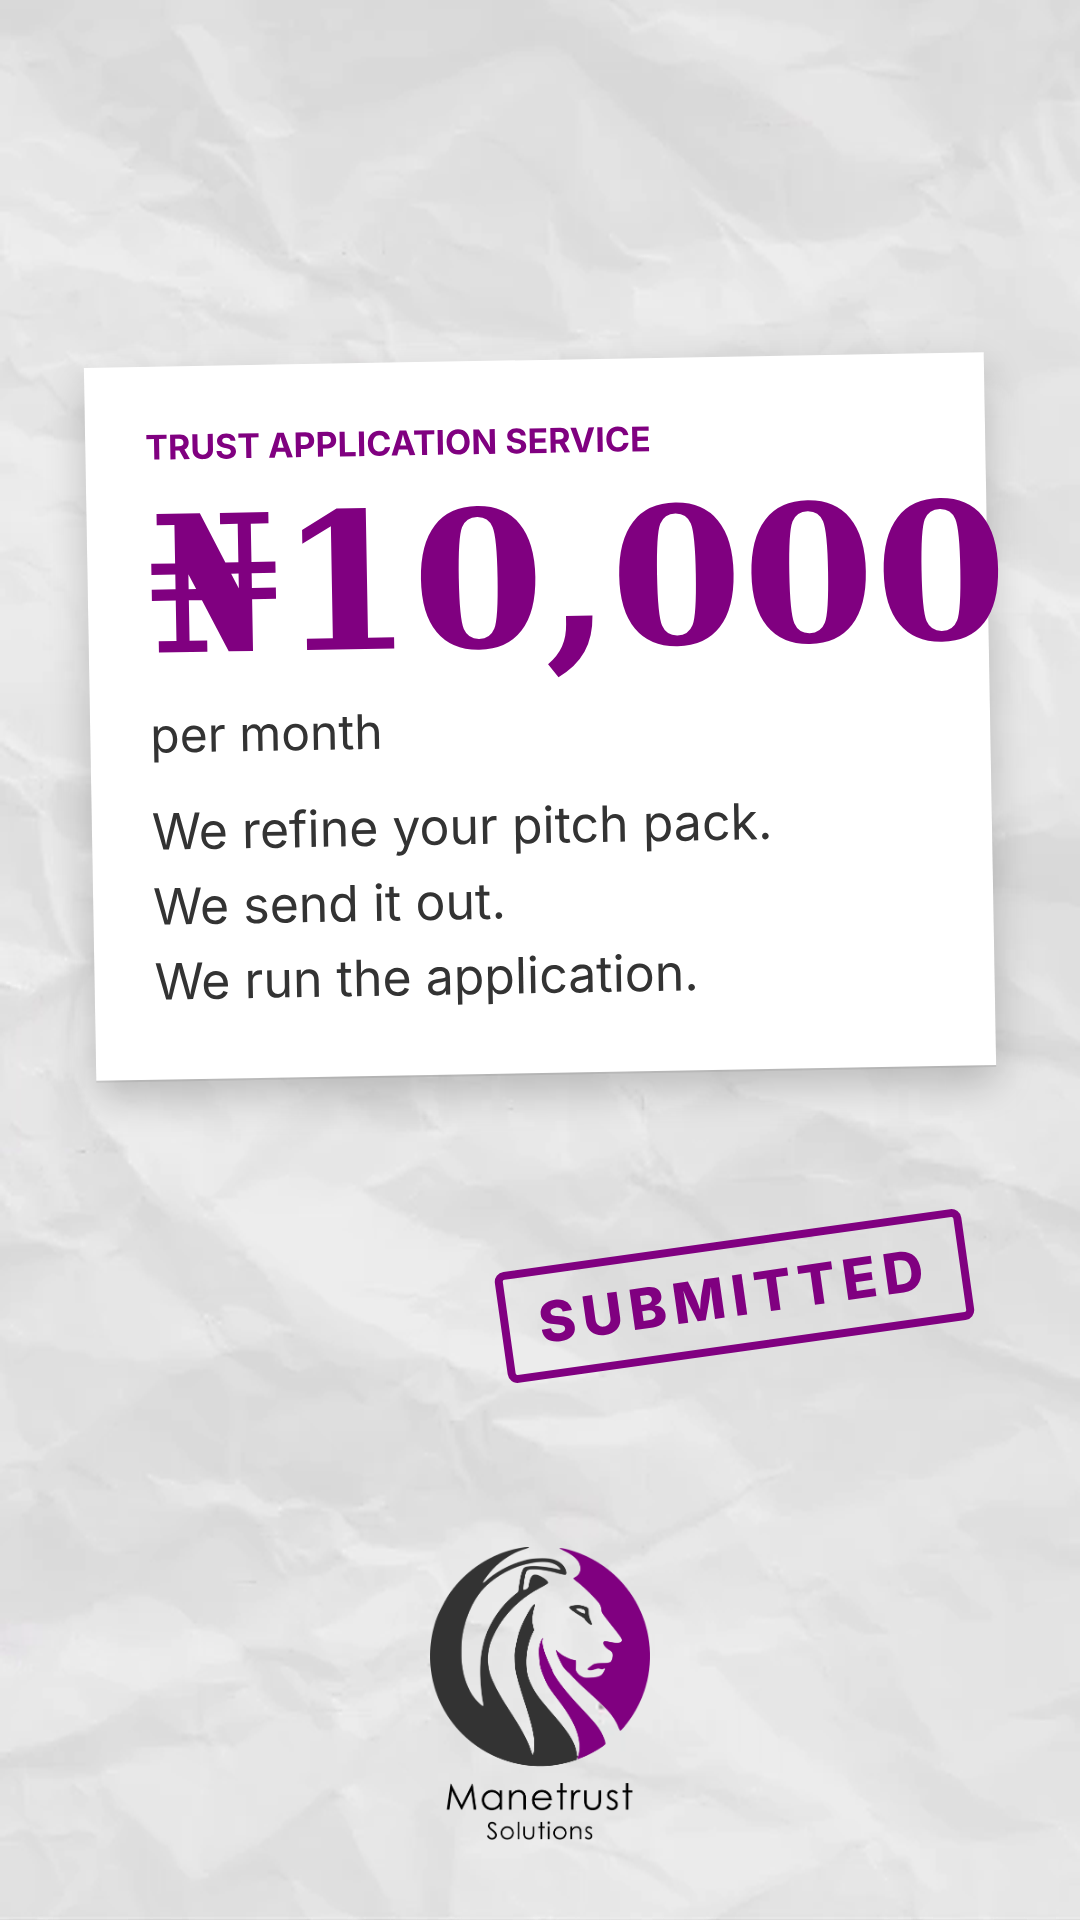 TRUST APPLICATION SERVICE
₦10,000
per month
We refine your pitch pack.
We send it out.
We run the application.
SUBMITTED
Manetrust
Solutions